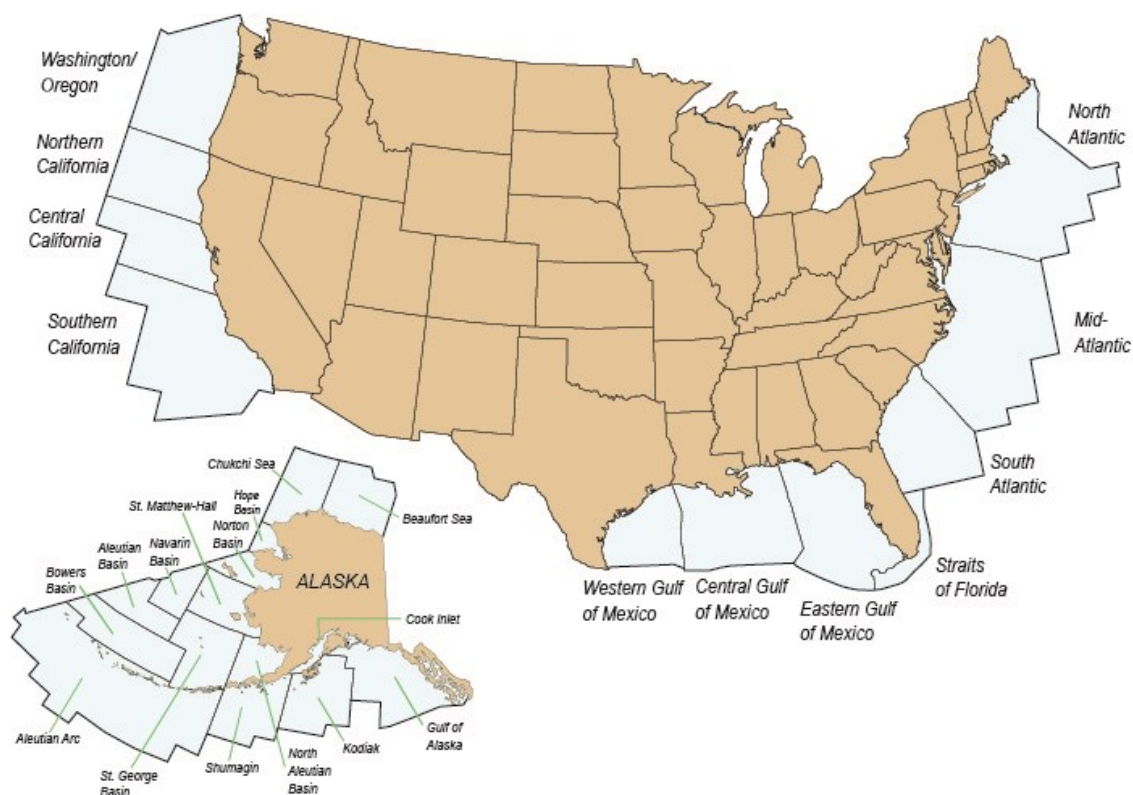 Washington/
Oregon
Northern
California
Central
California
Southern
California
North
Atlantic
Mid-
Atlantic
South
Atlantic
Straits
of Florida
Western Gulf
of Mexico
Central Gulf
of Mexico
Eastern Gulf
of Mexico
Chukchi Sea
Beaufort Sea
Hope
Basin
St. Matthew-Hall
Norton
Basin
Navarin
Basin
Aleutian
Basin
Bowers
Basin
ALASKA
Cook Inlet
Aleutian Arc
St. George
Basin
Shumagin
North
Aleutian
Basin
Kodiak
Gulf of
Alaska